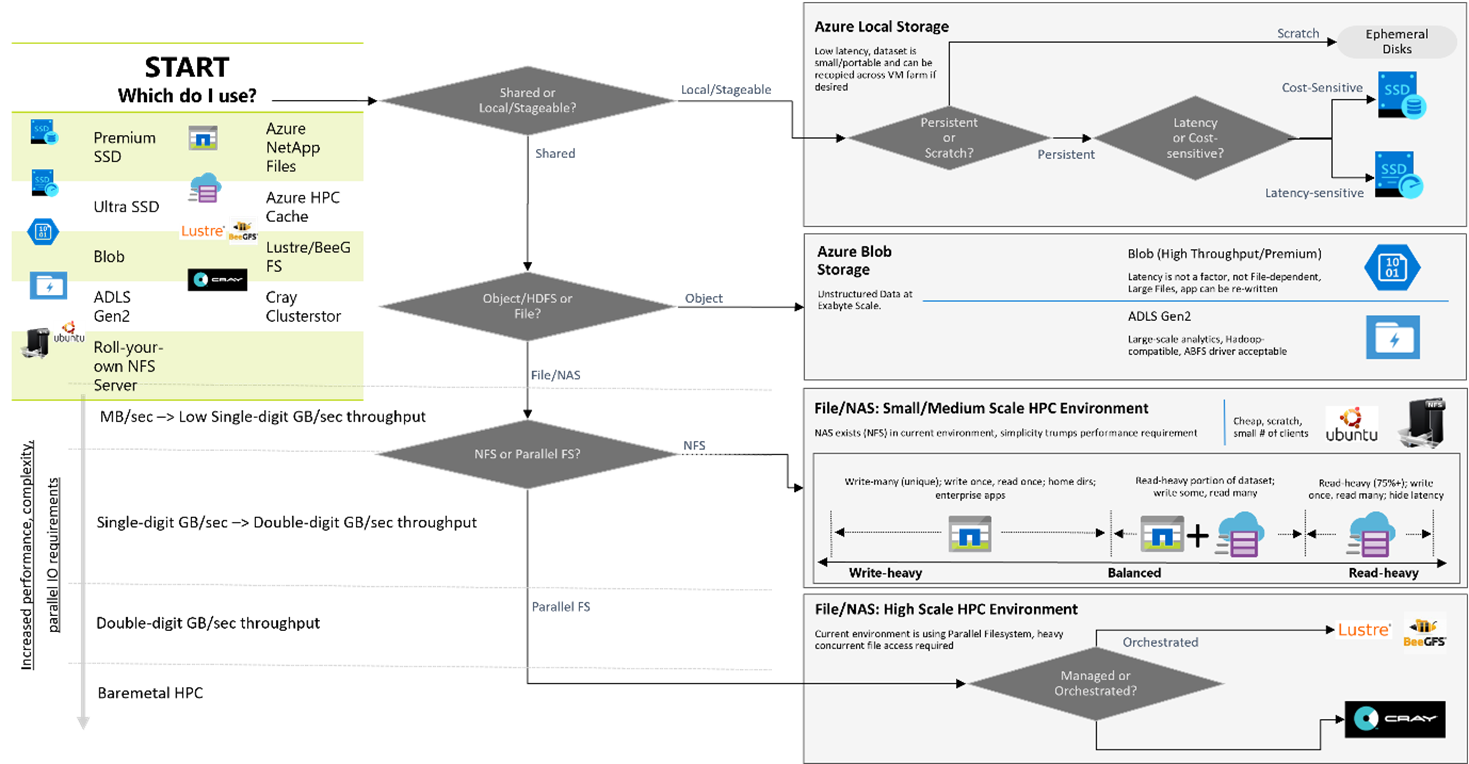 START
Which do I use?
SSD
Premium
SSD
Azure
NetApp
Files
SSD
Ultra SSD
Azure HPC
Cache
10
01
Blob
Lustre
BeeGFS
Lustre/BeeG
FS
ADLS
Gen2
CRAY
Cray
Clusterstor
ubuntu
Roll-your-
own NFS
Server
Increased performance, complexity,
parallel IO requirements
MB/sec –> Low Single-digit GB/sec throughput
Single-digit GB/sec –> Double-digit GB/sec throughput
Double-digit GB/sec throughput
Baremetal HPC
Shared or
Local/Stageable?
Local/Stageable
Shared
Object/HDFS or
File?
Object
File/NAS
NFS or Parallel FS?
NFS
Parallel FS
Azure Local Storage
Low latency, dataset is
small/portable and can be
recopied across VM farm if
desired
Scratch
Ephemeral
Disks
Persistent
or
Scratch?
Persistent
Latency
or Cost-
sensitive?
Cost-Sensitive
SSD
Latency-sensitive
SSD
Azure Blob
Storage
Unstructured Data at
Exabyte Scale.
Blob (High Throughput/Premium)
Latency is not a factor, not File-dependent,
Large Files, app can be re-written
10
01
ADLS Gen2
Large-scale analytics, Hadoop-
compatible, ABFS driver acceptable
File/NAS: Small/Medium Scale HPC Environment
NAS exists (NFS) in current environment, simplicity trumps performance requirement
Cheap, scratch,
small # of clients
ubuntu
NFS
Write-many (unique); write once, read once; home dirs;
enterprise apps
Read-heavy portion of dataset;
write some, read many
Read-heavy (75%+); write
once, read many; hide latency
Write-heavy
Balanced
Read-heavy
File/NAS: High Scale HPC Environment
Current environment is using Parallel Filesystem, heavy
concurrent file access required
Orchestrated
Lustre
BeeGFS
Managed or
Orchestrated?
CRAY